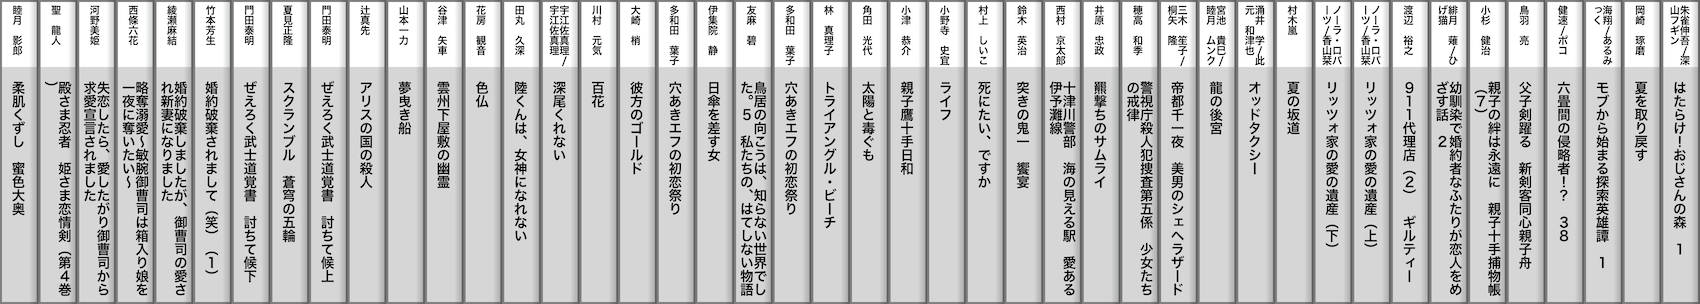 朱雀伸吾/深
山フギン
はたらけ！おじさんの森　１
岡崎　琢磨
夏を取り戻す
海翔/あるみ
っく
モブから始まる探索英雄譚　１
健速/ポコ
六畳間の侵略者！？　３８
鳥羽　亮
父子剣躍る　新剣客同心親子舟
小杉　健治
親子の絆は永遠に　親子十手捕物帳
（７）
緋月　薙/ひ
げ猫
幼馴染で婚約者なふたりが恋人をめ
ざす話　２
渡辺　裕之
９１１代理店（２）　ギルティー
ノーラ・ロバ
ーツ/香山栞
リッツォ家の愛の遺産（上）
ノーラ・ロバ
ーツ/香山栞
リッツォ家の愛の遺産（下）
村木嵐
夏の坂道
涌井　学/此
元　和津也
オッドタクシー
宮池　貴巳/
睦月　ムンク
龍の後宮
三木　笙子/
桐矢　隆
帝都千一夜　美男のシェヘラザード
穂高　和季
警視庁殺人犯捜査第五係　少女たち
の戒律
井原　忠政
羆撃ちのサムライ
西村　京太郎
十津川警部　海の見える駅　愛ある
伊予灘線
鈴木　英治
突きの鬼一　饗宴
村上　しいこ
死にたい、ですか
小野寺　史宜
ライフ
小津　恭介
親子鷹十手日和
角田　光代
太陽と毒ぐも
林　真理子
トライアングル・ビーチ
多和田　葉子
穴あきエフの初恋祭り
友麻　碧
鳥居の向こうは、知らない世界でし
た。５　私たちの、はてしない物語
伊集院　静
日傘を差す女
多和田　葉子
穴あきエフの初恋祭り
大崎　梢
彼方のゴールド
川村　元気
百花
宇江佐真理/
宇江佐真理
深尾くれない
田丸　久深
陸くんは、女神になれない
花房　観音
色仏
谷津　矢車
雲州下屋敷の幽霊
山本一力
夢曳き船
辻真先
アリスの国の殺人
門田泰明
ぜえろく武士道覚書　討ちて候上
夏見正隆
スクランブル　蒼穹の五輪
門田泰明
ぜえろく武士道覚書　討ちて候下
竹本芳生
婚約破棄されまして（笑）（１）
綾瀬麻結
婚約破棄しましたが、御曹司の愛さ
れ新妻になりました
西條六花
略奪溺愛〜敏腕御曹司は箱入り娘を
一夜に奪いたい〜
河野美姫
失恋したら、愛したがり御曹司から
求愛宣言されました
聖　龍人
殿さま忍者　姫さま恋情剣（第４巻
）
睦月　影郎
柔肌くずし　蜜色大奥